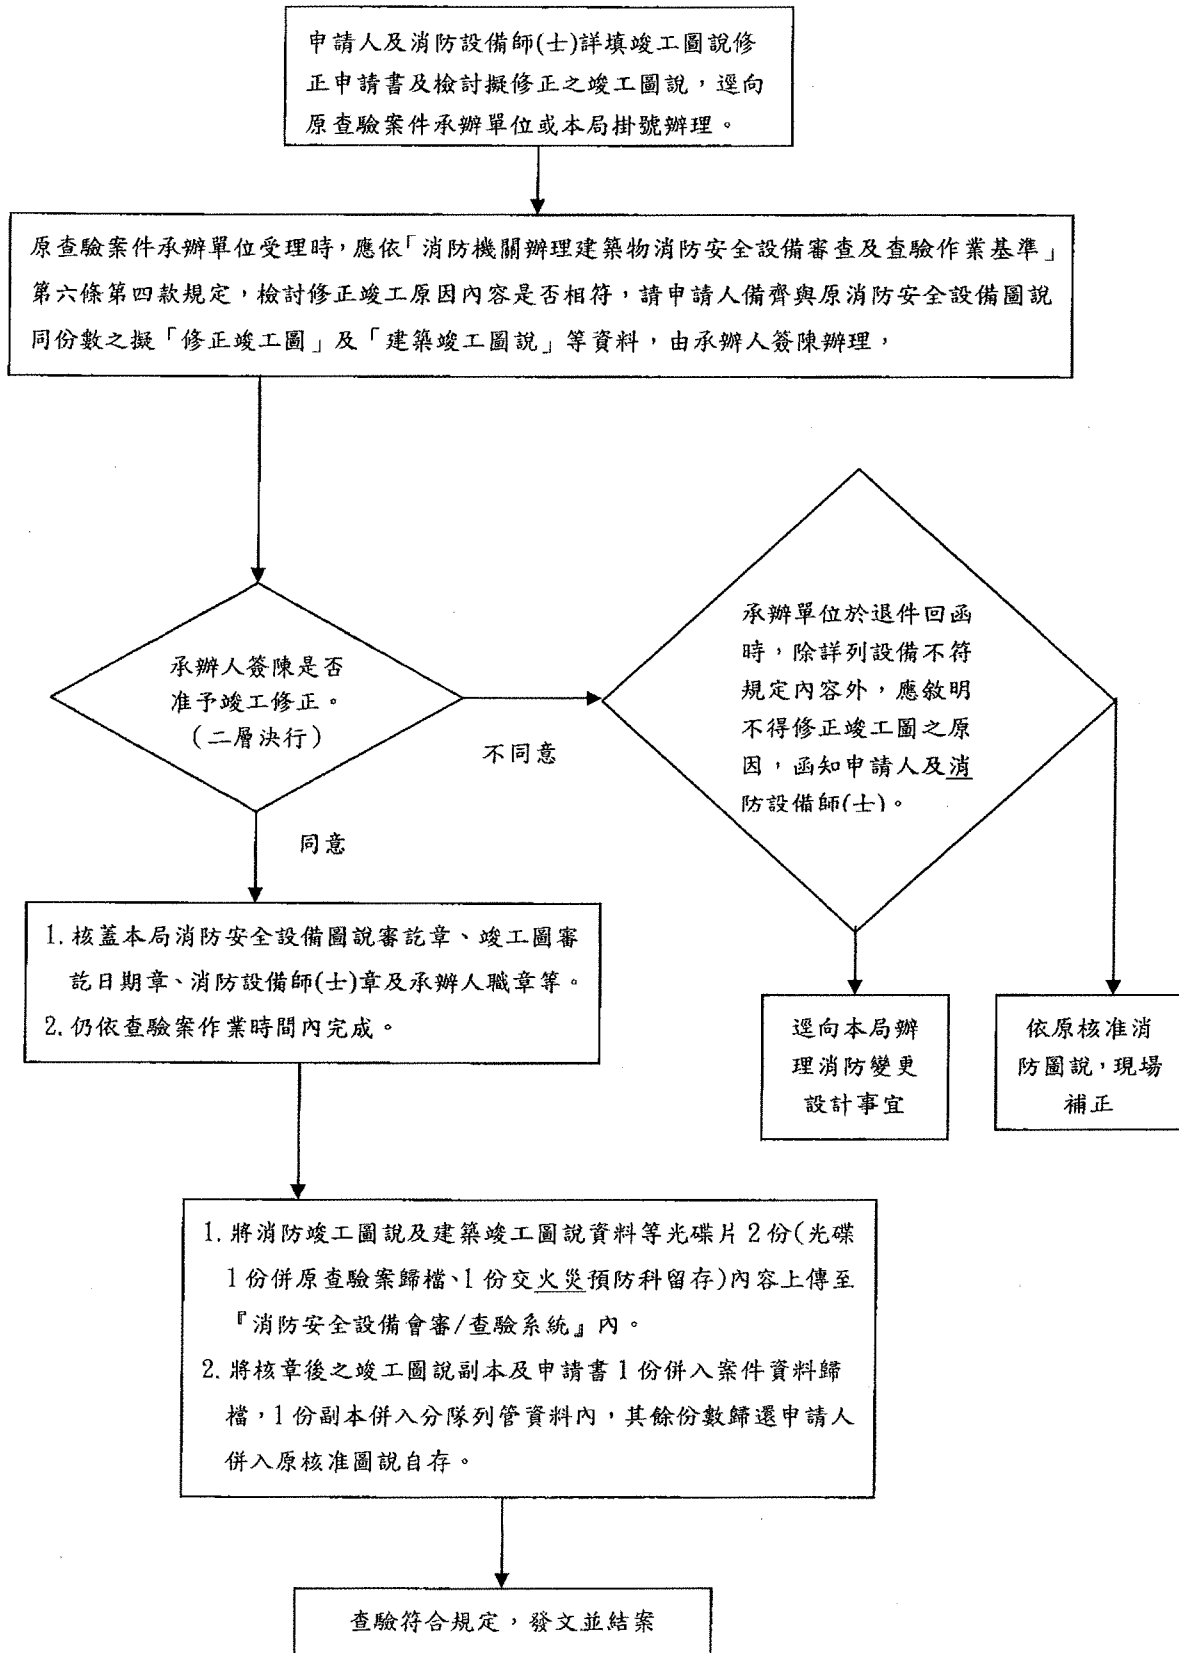 申請人及消防設備師(士)詳填竣工圖說修
正申請書及檢討擬修正之竣工圖說，逕向
原查驗案件承辦單位或本局掛號辦理。
原查驗案件承辦單位受理時，應依「消防機關辦理建築物消防安全設備審查及查驗作業基準」
第六條第四款規定，檢討修正竣工原因內容是否相符，請申請人備齊與原消防安全設備圖說
同份數之擬「修正竣工圖」及「建築竣工圖說」等資料，由承辦人簽陳辦理，
承辦人簽陳是否
准予竣工修正。
(二層決行)
不同意
同意
承辦單位於退件回函
時，除詳列設備不符
規定內容外，應敘明
不得修正竣工圖之原
因，函知申請人及消
防設備師(士)。
1. 核蓋本局消防安全設備圖說審訖章、竣工圖審
訖日期章、消防設備師(士)章及承辦人職章等。
2. 仍依查驗案作業時間內完成。
逕向本局辦
理消防變更
設計事宜
依原核准消
防圖說，現場
補正
1. 將消防竣工圖說及建築竣工圖說資料等光碟片 2 份(光碟
1 份併原查驗案歸檔、1 份交火災預防科留存)內容上傳至
『消防安全設備會審/查驗系統』內。
2. 將核章後之竣工圖說副本及申請書 1 份併入案件資料歸
檔，1 份副本併入分隊列管資料內，其餘份數歸還申請人
併入原核准圖說自存。
查驗符合規定，發文並結案